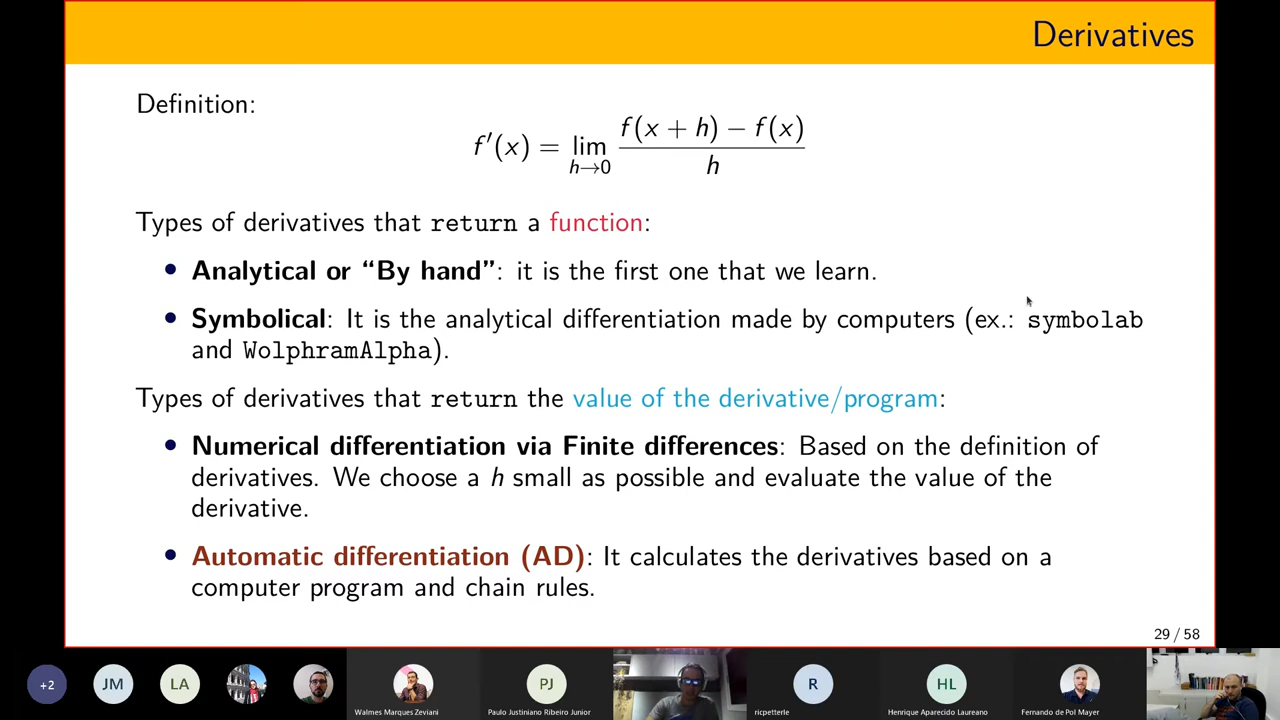 Derivatives
Definition:
f′(x) = lim h→0 f(x + h) − f(x) / h
Types of derivatives that return a function:
• Analytical or “By hand”: it is the first one that we learn.
• Symbolical: It is the analytical differentiation made by computers (ex.: symbolab
and WolphramAlpha).
Types of derivatives that return the value of the derivative/program:
• Numerical differentiation via Finite differences: Based on the definition of
derivatives. We choose a h small as possible and evaluate the value of the
derivative.
• Automatic differentiation (AD): It calculates the derivatives based on a
computer program and chain rules.
29 / 58
+2 JM LA PJ R HL
Walmes Marques Zeviani Paulo Justiniano Ribeiro Junior ricpetterle Henrique Aparecido Laureano Fernando de Pol Mayer